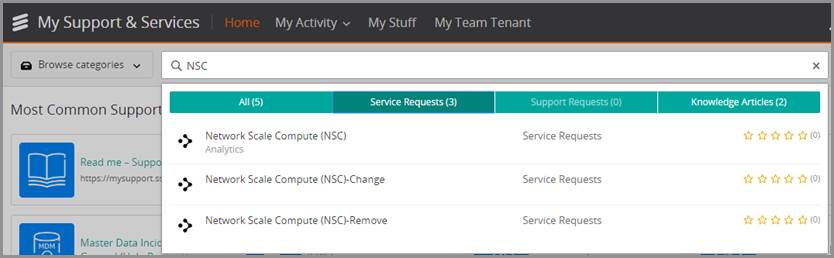 My Support & Services Home My Activity My Stuff My Team Tenant
Browse categories NSC
Most Common Support
All (5) Service Requests (3) Support Requests (0) Knowledge Articles (2)
Network Scale Compute (NSC) Service Requests (0)
Analytics
Network Scale Compute (NSC)-Change Service Requests (0)
Network Scale Compute (NSC)-Remove Service Requests (0)
Read me – Suppo
https://mysupport.s
MDM
Master Data Incid